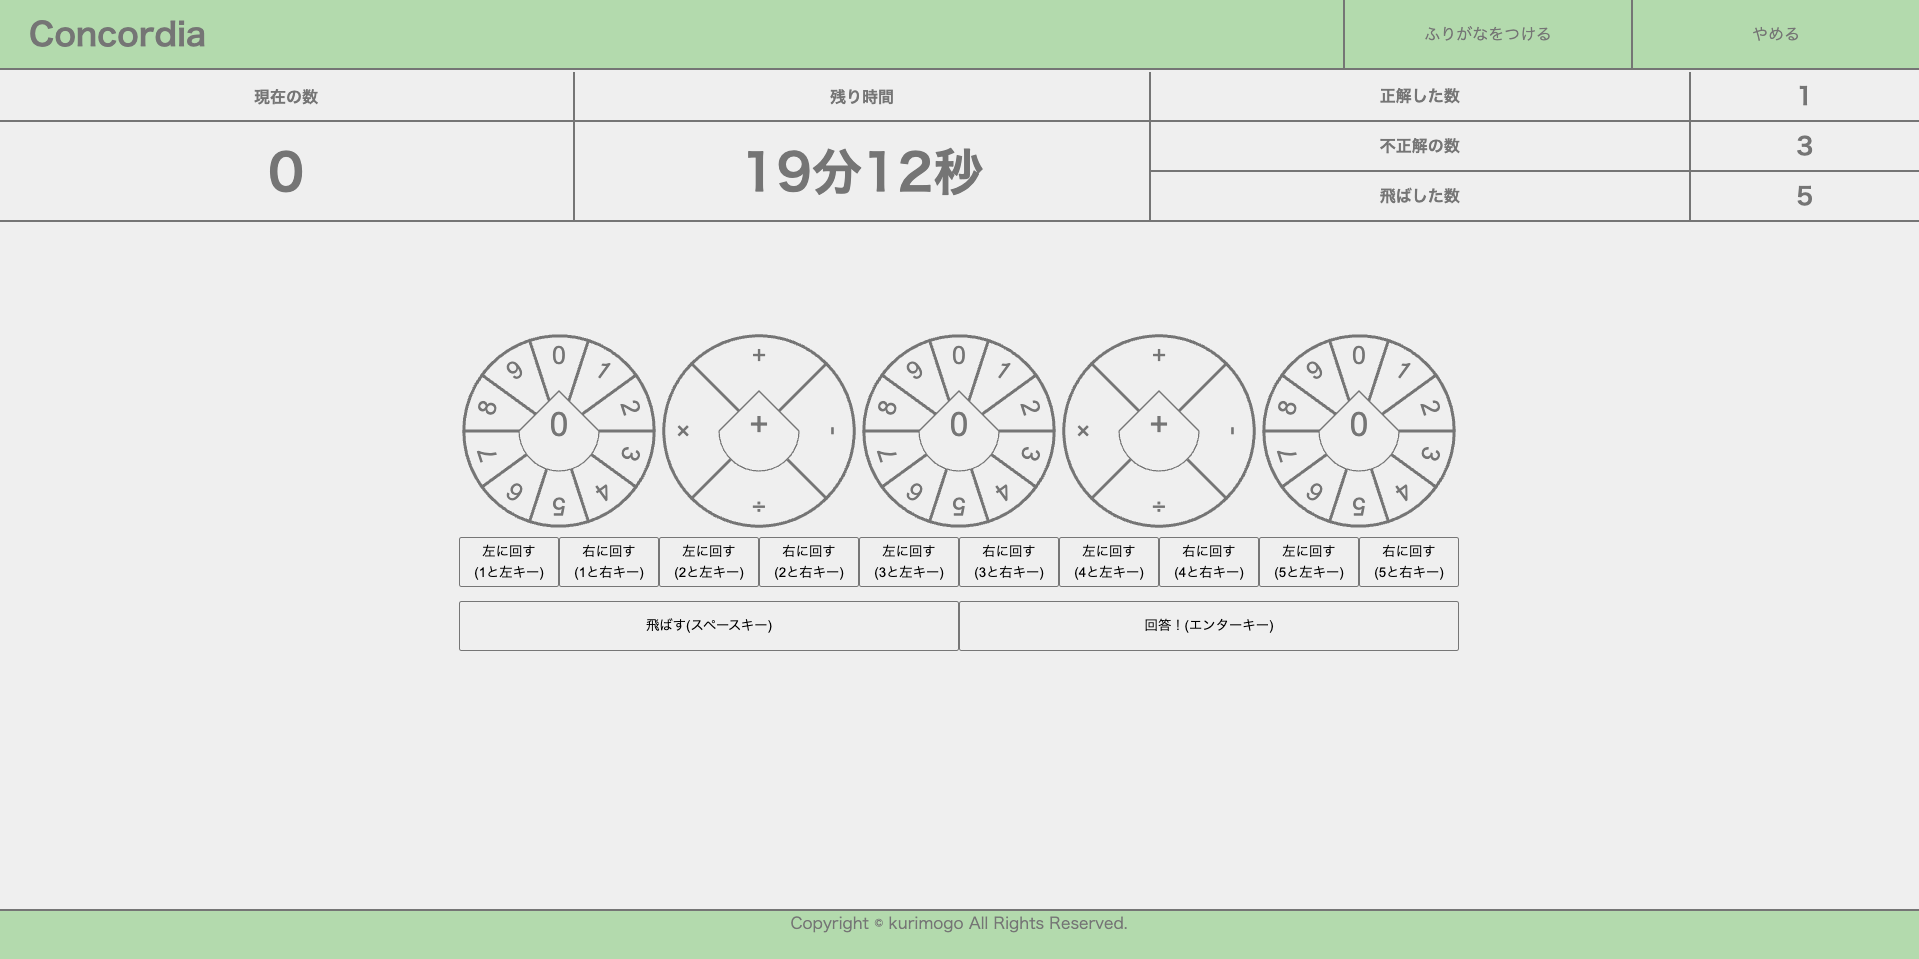 Concordia
ふりがなをつける
やめる
現在の数
残り時間
正解した数
1
0
19分12秒
不正解の数
3
飛ばした数
5
0
1
2
3
4
5
6
7
8
9
0
+
-
÷
×
+
0
1
2
3
4
5
6
7
8
9
0
+
-
÷
×
+
0
1
2
3
4
5
6
7
8
9
0
左に回す
(1と左キー)
右に回す
(1と右キー)
左に回す
(2と左キー)
右に回す
(2と右キー)
左に回す
(3と左キー)
右に回す
(3と右キー)
左に回す
(4と左キー)
右に回す
(4と右キー)
左に回す
(5と左キー)
右に回す
(5と右キー)
飛ばす(スペースキー)
回答！(エンターキー)
Copyright © kurimogo All Rights Reserved.